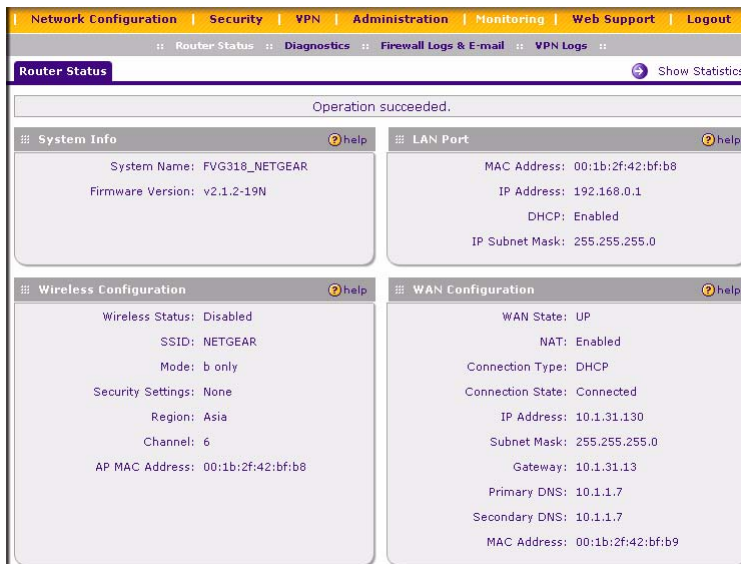 Network Configuration | Security | VPN | Administration | Monitoring | Web Support | Logout
:: Router Status :: Diagnostics :: Firewall Logs & E-mail :: VPN Logs ::
Router Status
Show Statistics
Operation succeeded.
System Info
help
System Name: FVG318_NETGEAR
Firmware Version: v2.1.2-19N
LAN Port
help
MAC Address: 00:1b:2f:42:bf:b8
IP Address: 192.168.0.1
DHCP: Enabled
IP Subnet Mask: 255.255.255.0
Wireless Configuration
help
Wireless Status: Disabled
SSID: NETGEAR
Mode: b only
Security Settings: None
Region: Asia
Channel: 6
AP MAC Address: 00:1b:2f:42:bf:b8
WAN Configuration
help
WAN State: UP
NAT: Enabled
Connection Type: DHCP
Connection State: Connected
IP Address: 10.1.31.130
Subnet Mask: 255.255.255.0
Gateway: 10.1.31.13
Primary DNS: 10.1.1.7
Secondary DNS: 10.1.1.7
MAC Address: 00:1b:2f:42:bf:b9